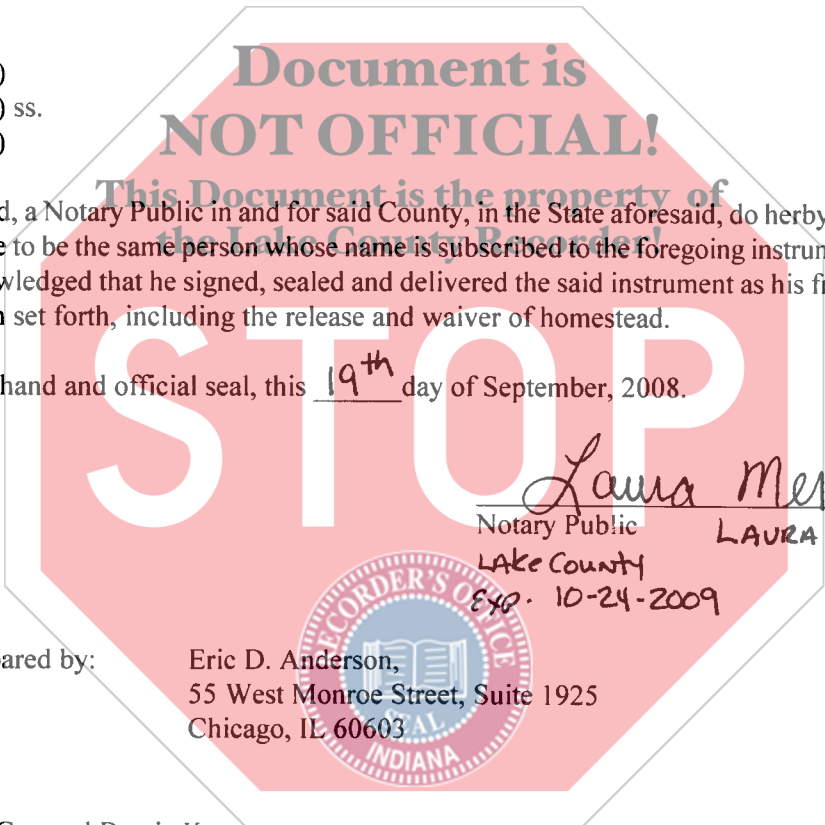 Document is
NOT OFFICIAL!
This Document is the property of
the Lake County Recorder!
STOP
)
) ss.
)
a Notary Public in and for said County, in the State aforesaid, do herby
to be the same person whose name is subscribed to the foregoing
that he signed, sealed and delivered the said instrument as his
set forth, including the release and waiver of homestead.
hand and official seal, this 19th day of September, 2008.
Laura
Notary Public LAURA
LAKE COUNTY
Exp. 10-24-2009
RECORDER'S OFFICE
SEAL
INDIANA
by:
Eric D. Anderson,
55 West Monroe Street, Suite 1925
Chicago, IL 60603